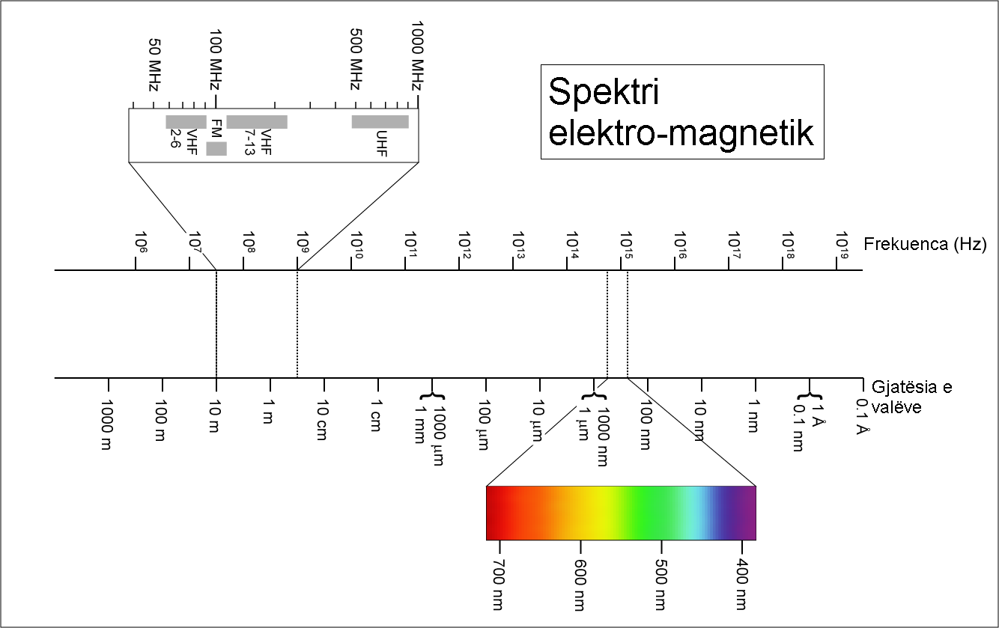 Spektri
elektro-magnetik
50 MHz
100 MHz
500 MHz
1000 MHz
VHF
2-6
FM
VHF
7-13
UHF
10⁶
10⁷
10⁸
10⁹
10¹⁰
10¹¹
10¹²
10¹³
10¹⁴
10¹⁵
10¹⁶
10¹⁷
10¹⁸
10¹⁹
Frekuenca (Hz)
1000 m
100 m
10 m
1 m
10 cm
1 cm
1000 µm
1 mm
100 µm
10 µm
1000 nm
1 µm
100 nm
10 nm
1 nm
1 Å
0.1 nm
0.1 Å
Gjatësia e
valëve
700 nm
600 nm
500 nm
400 nm